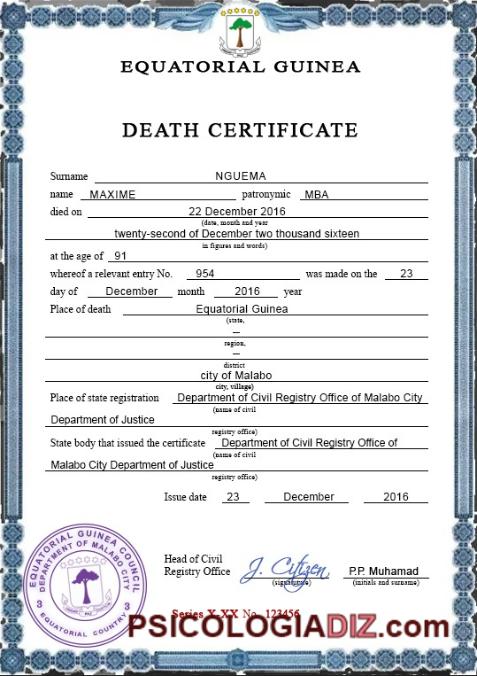 EQUATORIAL GUINEA
DEATH CERTIFICATE
Surname NGUEMA
name MAXIME patronymic MBA
died on 22 December 2016
(date, month and year
twenty-second of December two thousand sixteen
in figures and words)
at the age of 91
whereof a relevant entry No. 954 was made on the 23
day of December month 2016 year
Place of death Equatorial Guinea
(state,
—
region,
—
district
city of Malabo
city, village)
Place of state registration Department of Civil Registry Office of Malabo City
(name of civil
Department of Justice
registry office)
State body that issued the certificate Department of Civil Registry Office of
(name of civil
Malabo City Department of Justice
registry office)
Issue date 23 December 2016
EQUATORIAL GUINEA COUNCIL
DEPARTMENT OF MALABO CITY
3 3
EQUATORIAL COUNTRY
Head of Civil
Registry Office J. Citizen P.P. Muhamad
(signature) (initials and surname)
Series X-XX No. 123456
PSICOLOGIADIZ.com